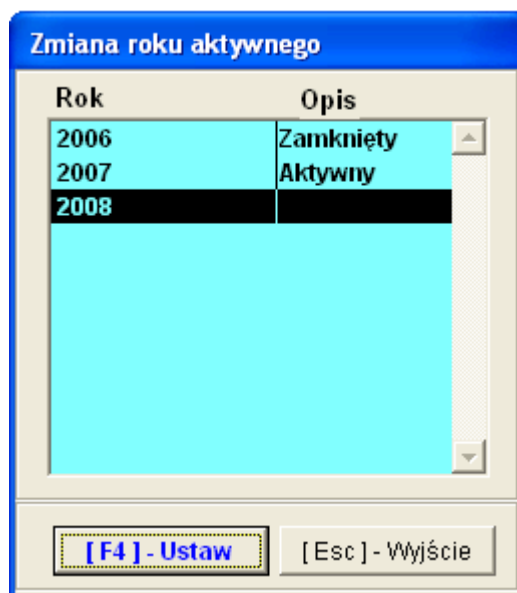 Zmiana roku aktywnego
Rok Opis
2006 Zamknięty
2007 Aktywny
2008
[ F4 ] - Ustaw [ Esc ] - Wyjście